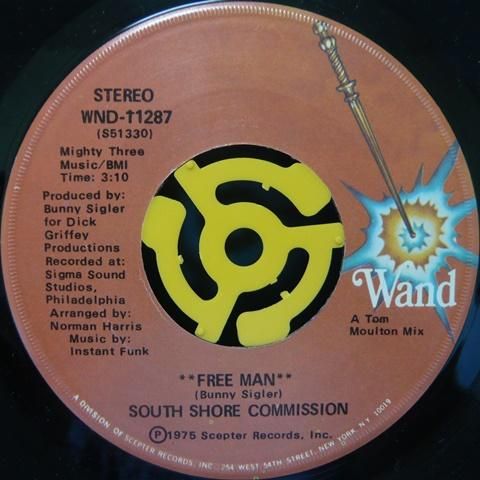 STEREO
WND-11287
(S51330)
Mighty Three
Music/BMI
Time: 3:10
Produced by:
Bunny Sigler
for Dick
Griffey
Productions
Recorded at:
Sigma Sound
Studios,
Philadelphia
Arranged by:
Norman Harris
Music by:
Instant Funk
Wand
A Tom
Moulton Mix
**FREE MAN**
(Bunny Sigler)
SOUTH SHORE COMMISSION
Ⓟ1975 Scepter Records, Inc.
A DIVISION OF SCEPTER RECORDS, INC. 254 WEST 54TH STREET, NEW YORK, N.Y. 10019